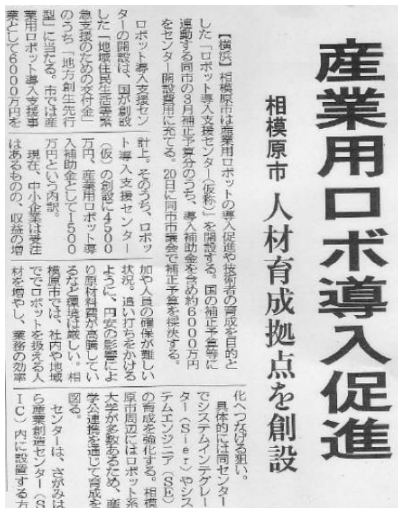 産業用ロボ導入促進
相模原市 人材育成拠点を創設
【横浜】相模原市は産業用ロボットの導入促進や技術者の育成を目的と
した「ロボット導入支援センター(仮称)」を開設する。国の補正予算等に
連動する同市の3月補正予算分のうち、導入補助金を含め約6000万円
をセンター開設費用に充てる。20日に同市市議会で補正予算を採決する。
ロボット導入支援セン
ターの開設は、国が創設
した「地域住民生活等緊
急支援のための交付金」
のうち「地方創生先行
型」に当たる。市では産
業用ロボット導入支援事
業として6000万円を
計上。そのうち、ロボッ
ト導入支援センター
(仮)の創設に4500
万円、産業用ロボット導
入補助金として1500
万円という内訳。
現在、中小企業は受注
はあるものの、収益の増
加や人員の確保が難しい
状況。追い打ちをかける
ように、円安の影響によ
り原材料費が高騰してい
るなど環境は厳しい。相
模原市では、社内や地域
ででロボットを扱える人
材を増やし、業務の効率
化へつなげる狙い。
具体的には同センター
でシステムインテグレー
ター(Sier)やシス
テムエンジニア(SE)
の育成を強化する。相模
原市周辺にはロボット系
大学が多数あるため、産
学公連携を通じて育成を
図る。
センターは、さがみは
ら産業創造センター(S
IC)内に設置する方